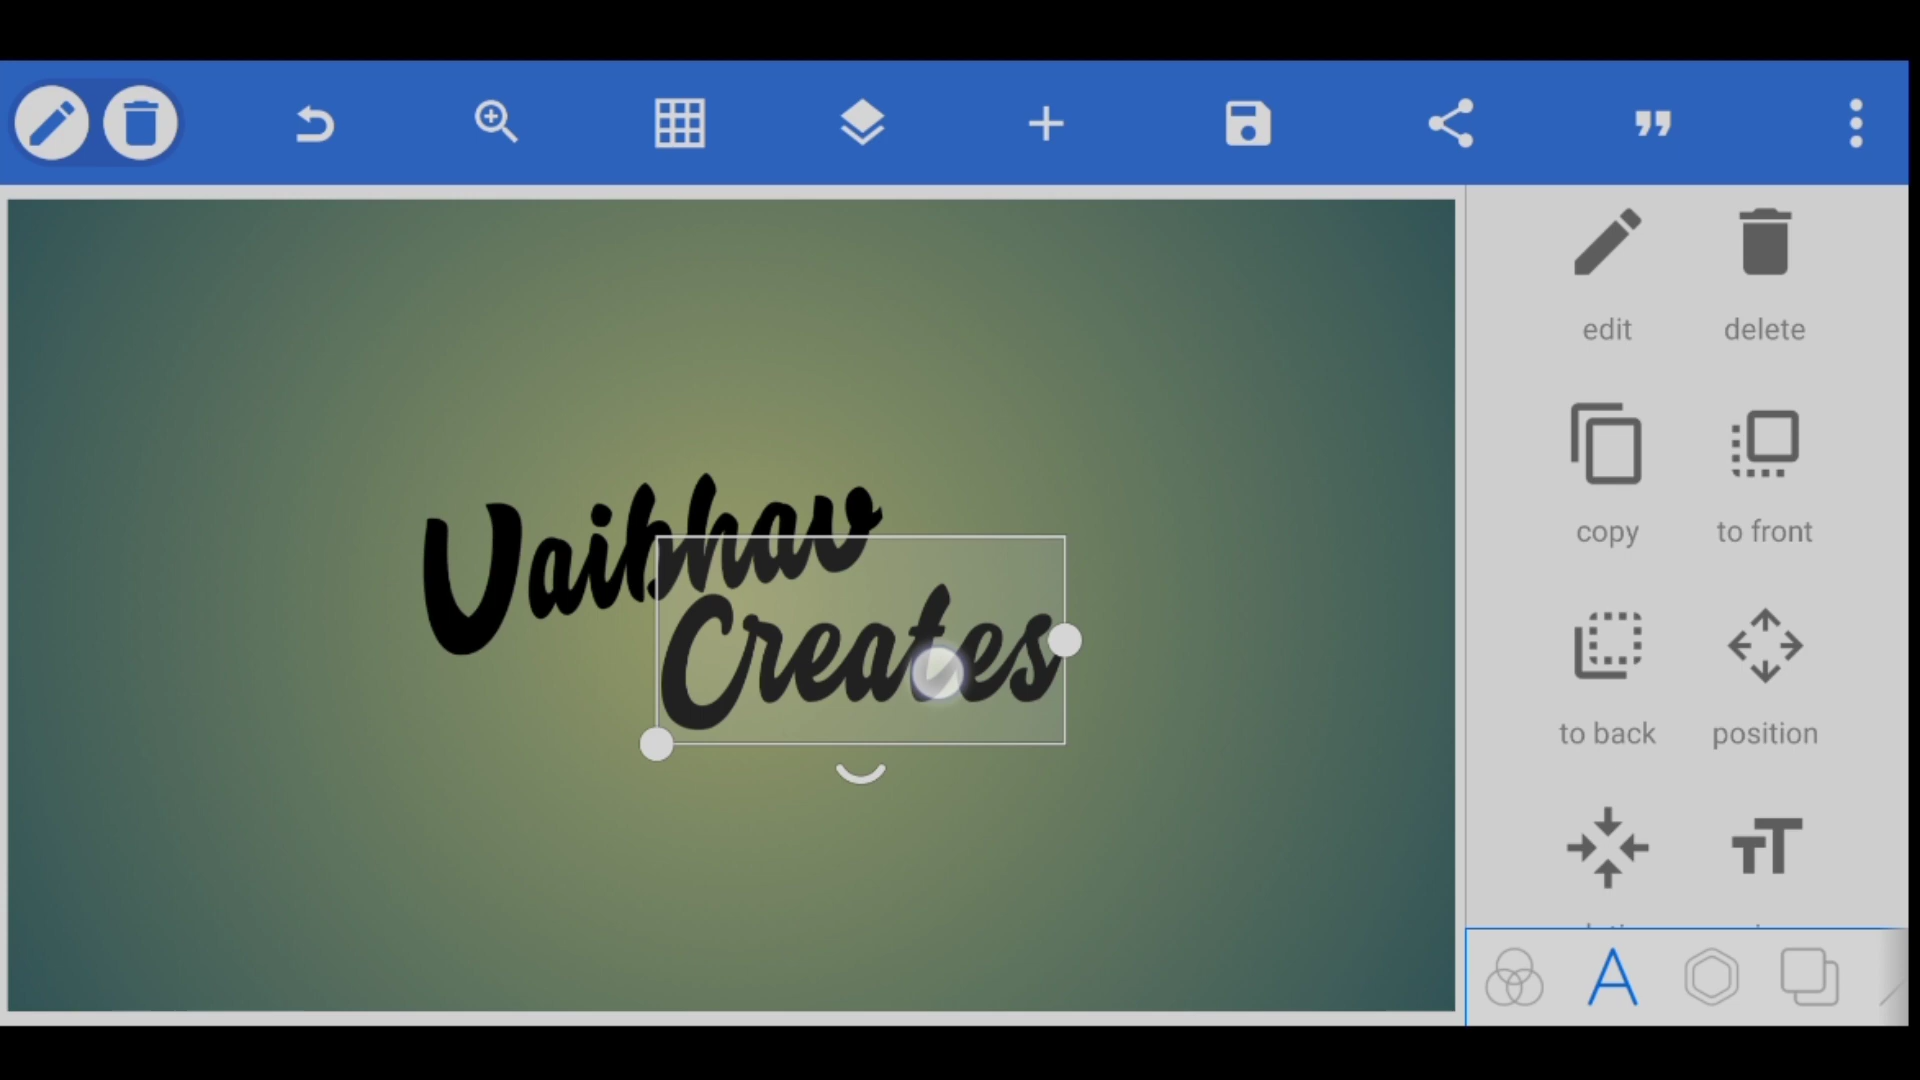 edit delete
copy to front
Vaibhav
Creates
to back position